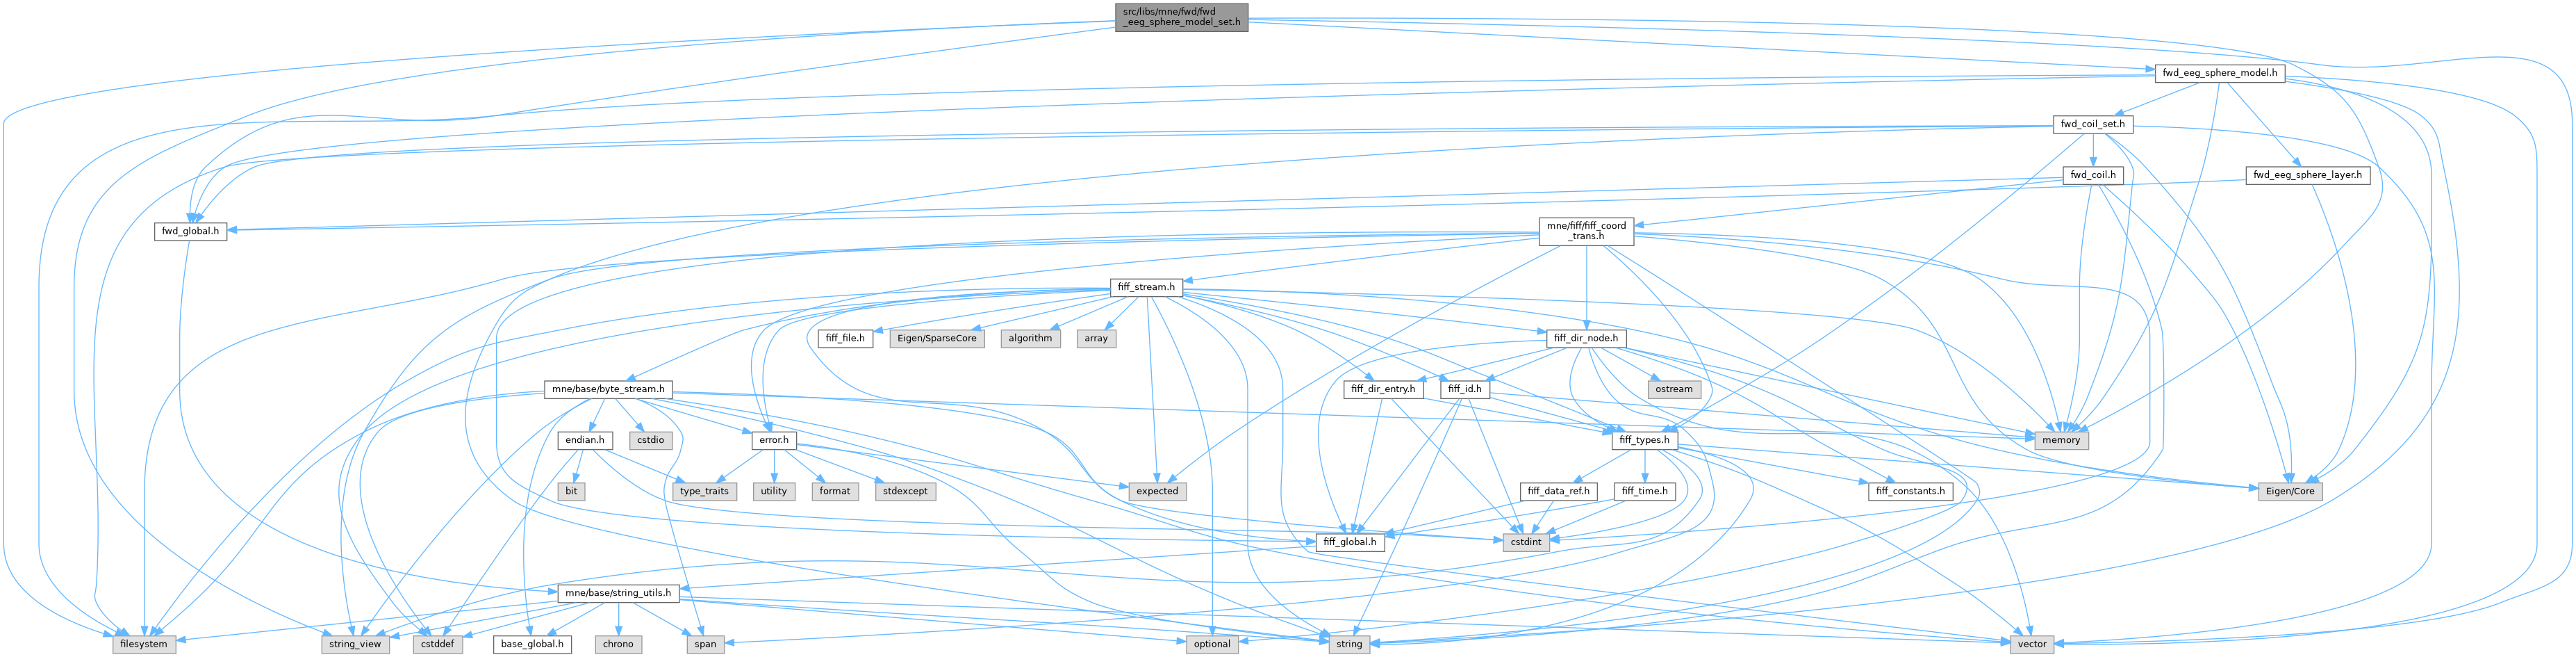 src/libs/mne/fwd/fwd
_eeg_sphere_model_set.h
fwd_eeg_sphere_model.h
fwd_coil_set.h
fwd_coil.h
fwd_eeg_sphere_layer.h
fwd_global.h
mne/fiff/fiff_coord
_trans.h
fiff_stream.h
fiff_file.h
Eigen/SparseCore
algorithm
array
fiff_dir_node.h
mne/base/byte_stream.h
fiff_dir_entry.h
fiff_id.h
ostream
endian.h
cstdio
error.h
fiff_types.h
memory
bit
type_traits
utility
format
stdexcept
expected
fiff_data_ref.h
fiff_time.h
fiff_constants.h
Eigen/Core
fiff_global.h
cstdint
mne/base/string_utils.h
filesystem
string_view
cstddef
base_global.h
chrono
span
optional
string
vector